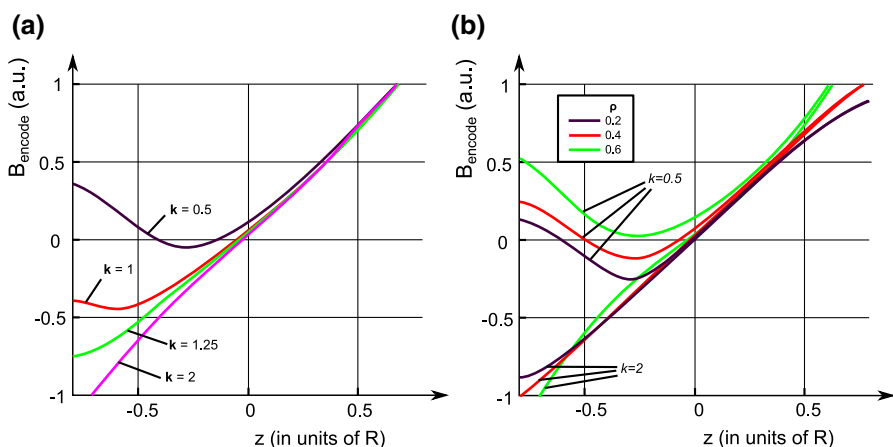 (a)
B_encode (a.u.)
1
0.5
0
-0.5
-1
k = 0.5
k = 1
k = 1.25
k = 2
-0.5
0
0.5
z (in units of R)
(b)
B_encode (a.u.)
1
0.5
0
-0.5
-1
ρ
0.2
0.4
0.6
k=0.5
k=2
-0.5
0
0.5
z (in units of R)